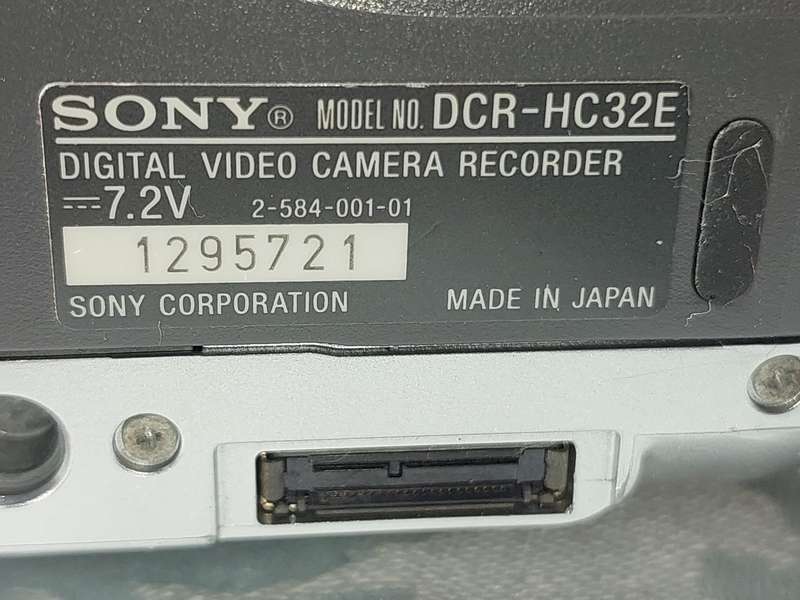 SONY® MODEL NO. DCR-HC32E
DIGITAL VIDEO CAMERA RECORDER
⎓7.2V 2-584-001-01
1295721
SONY CORPORATION MADE IN JAPAN